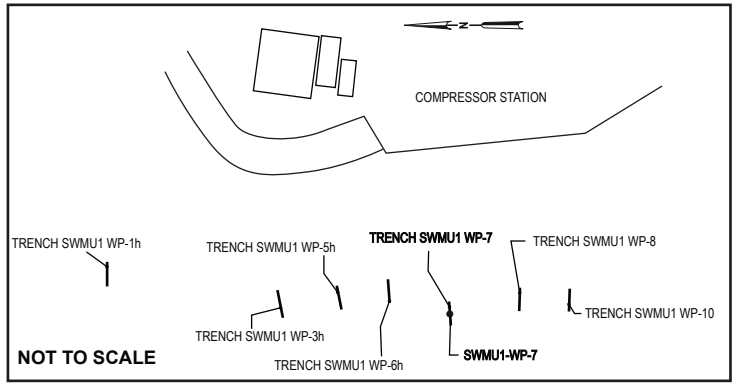 N
COMPRESSOR STATION
TRENCH SWMU1 WP-1h
TRENCH SWMU1 WP-5h
TRENCH SWMU1 WP-7
TRENCH SWMU1 WP-8
TRENCH SWMU1 WP-3h
TRENCH SWMU1 WP-10
NOT TO SCALE
TRENCH SWMU1 WP-6h
SWMU1-WP-7